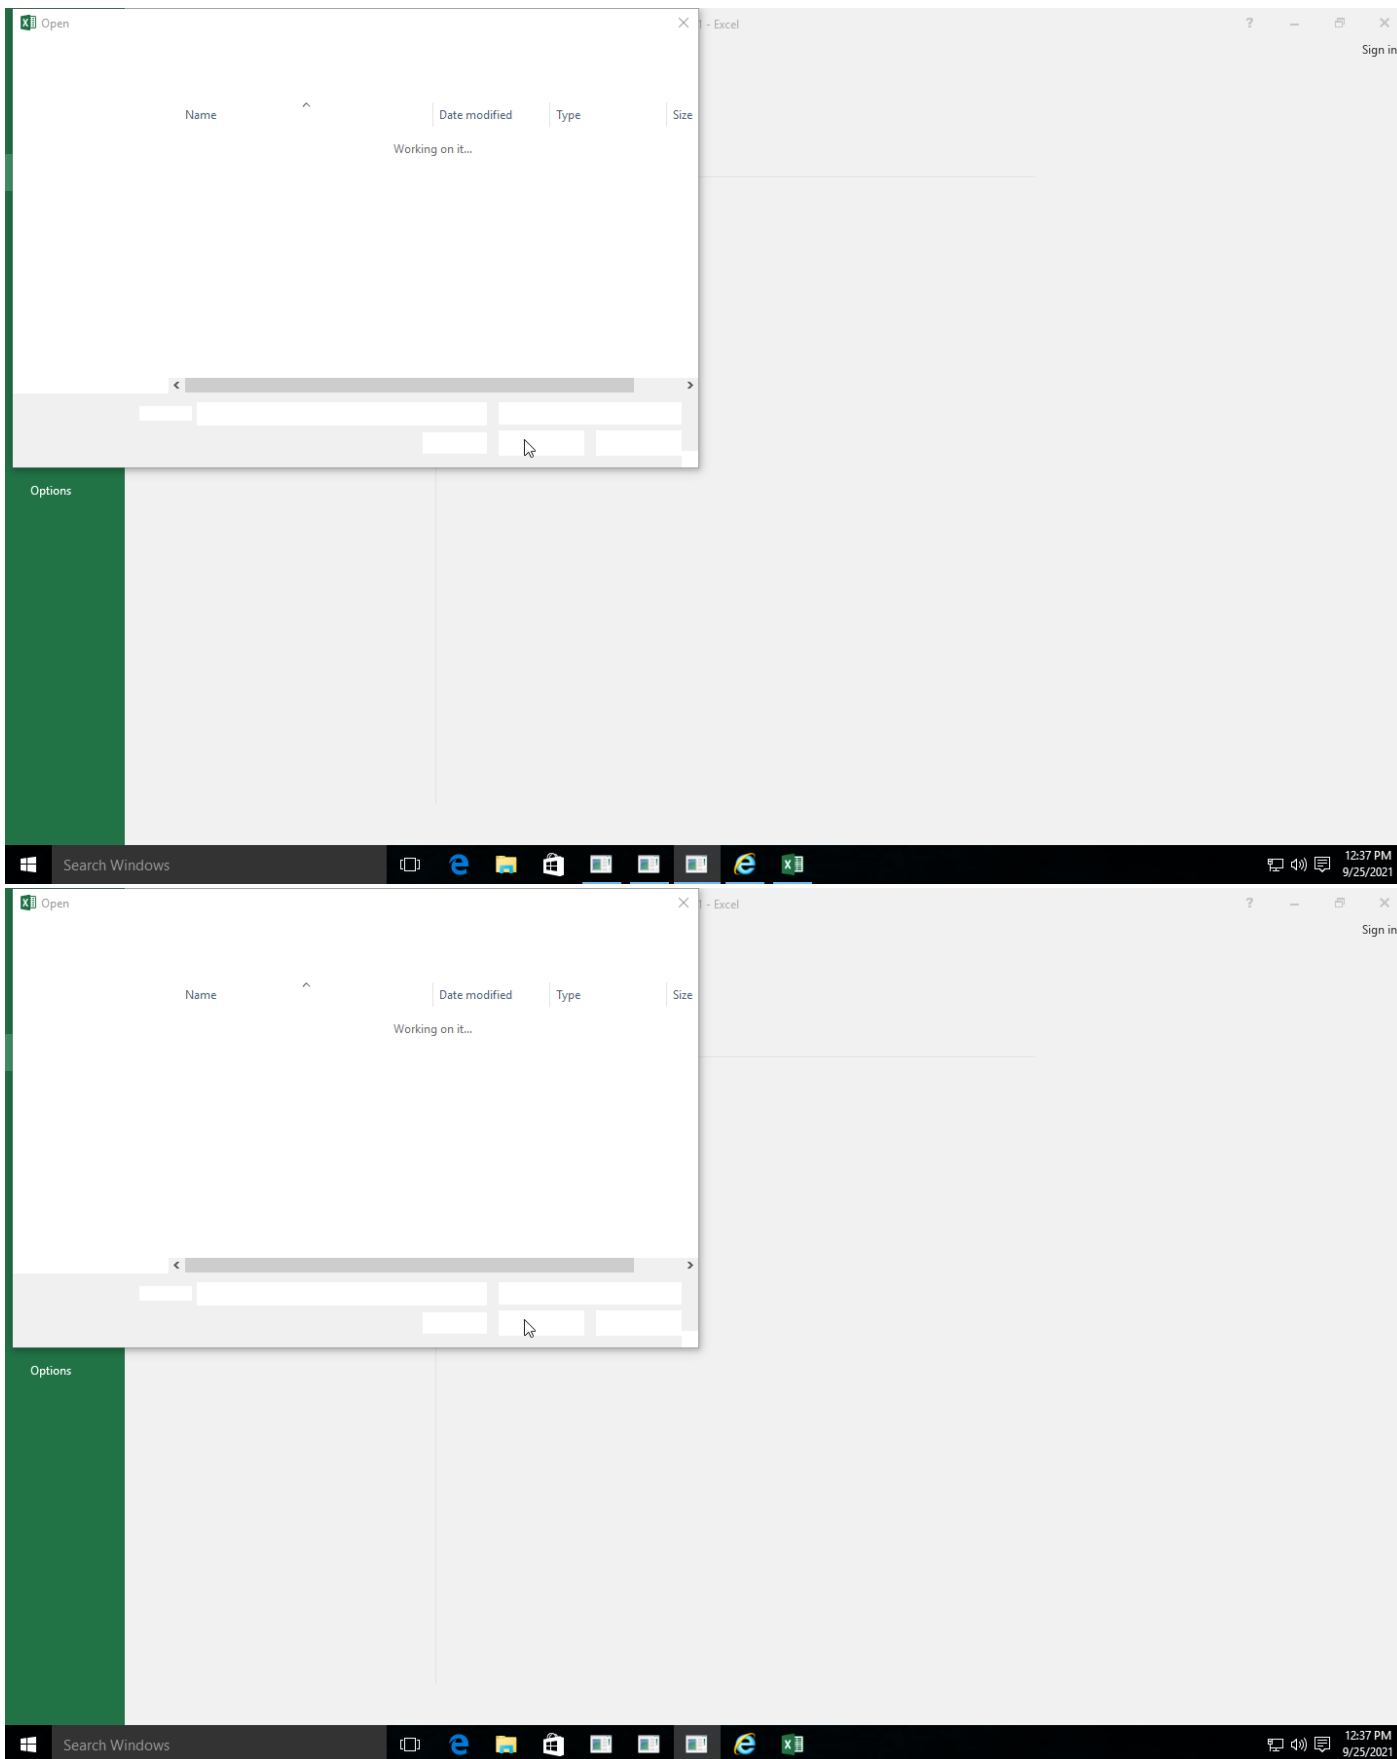 Open
1 - Excel
?
Sign in
Name
Date modified
Type
Size
Working on it...
Options
Search Windows
12:37 PM
9/25/2021
Open
1 - Excel
?
Sign in
Name
Date modified
Type
Size
Working on it...
Options
Search Windows
12:37 PM
9/25/2021